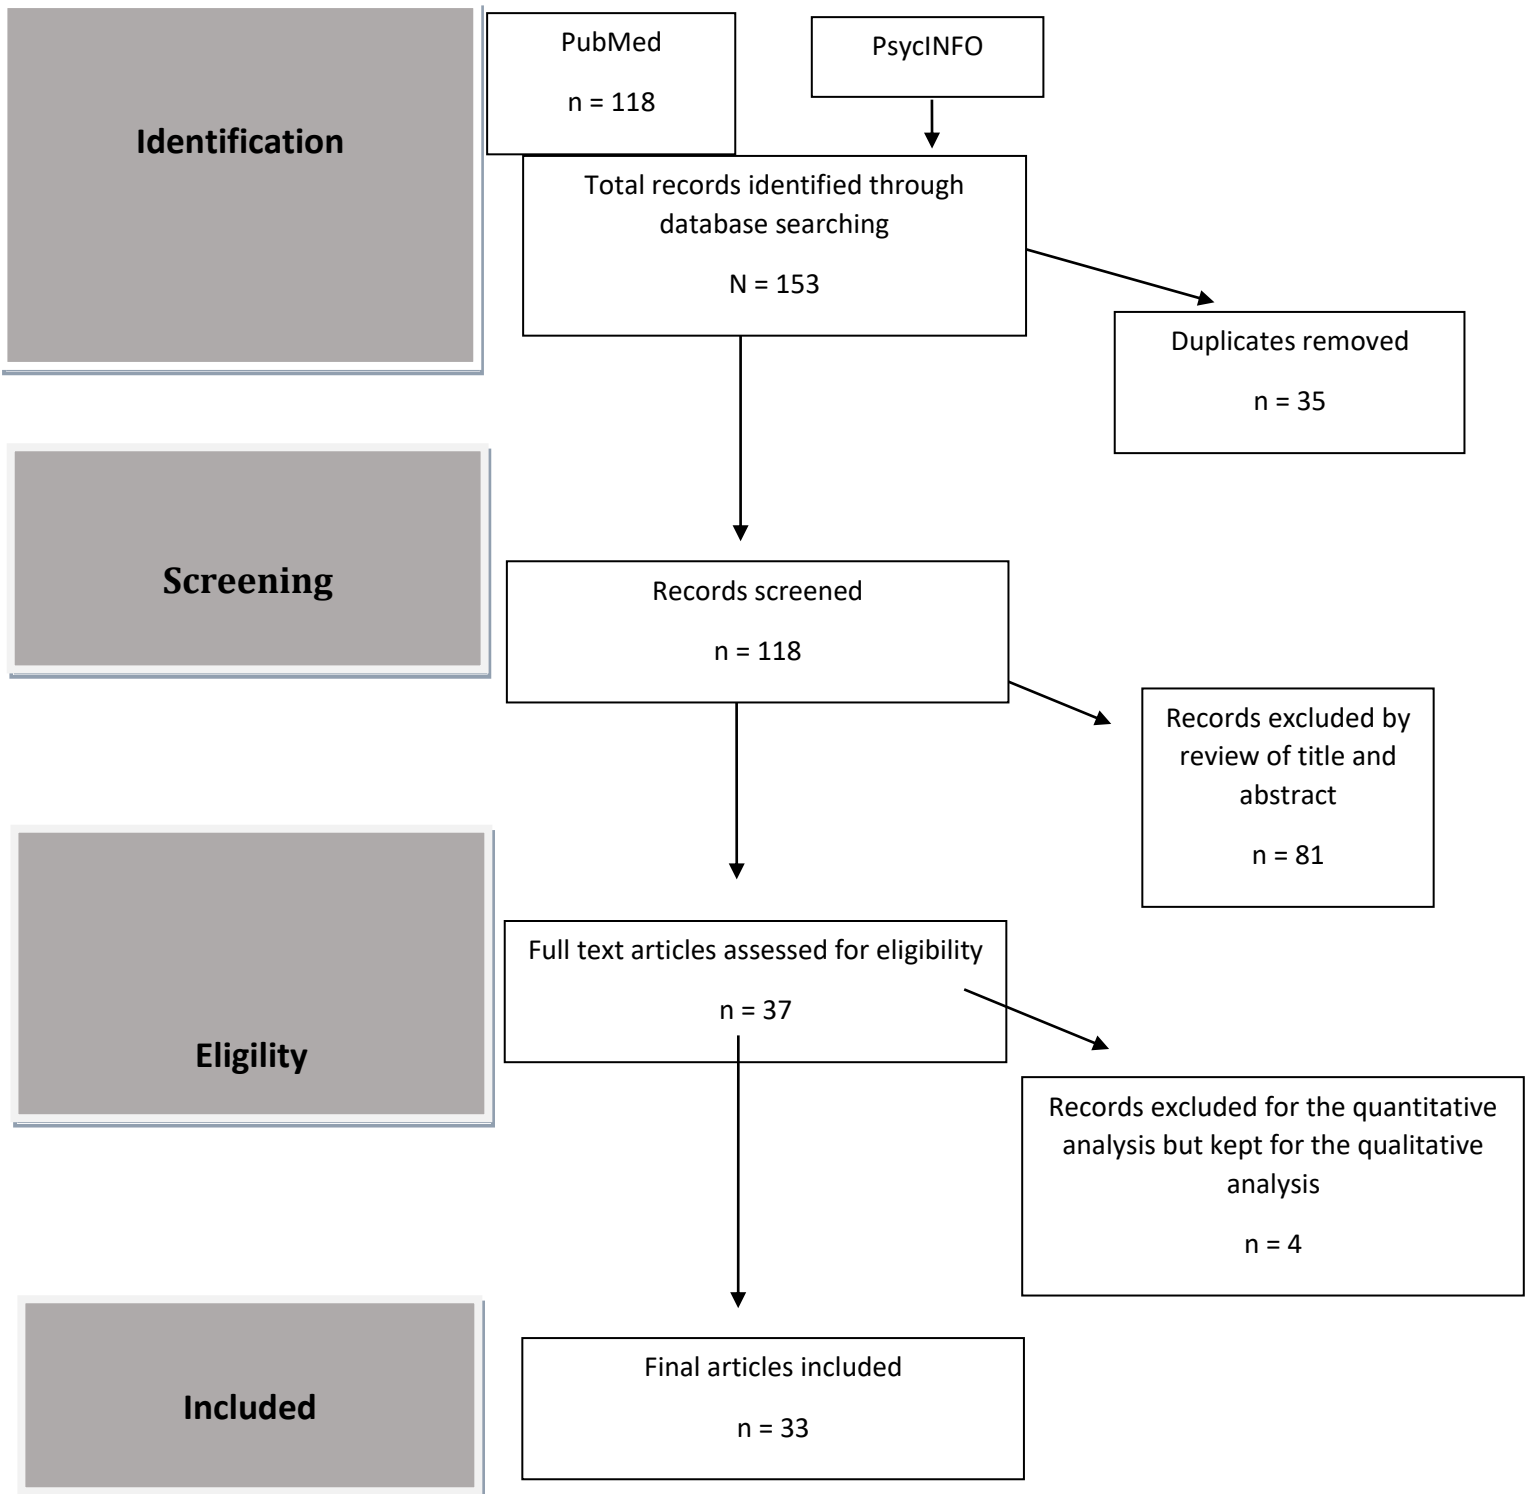 PubMed
n = 118
PsycINFO
Identification
Total records identified through
database searching
N = 153
Duplicates removed
n = 35
Screening
Records screened
n = 118
Records excluded by
review of title and
abstract
n = 81
Eligility
Full text articles assessed for eligibility
n = 37
Records excluded for the quantitative
analysis but kept for the qualitative
analysis
n = 4
Included
Final articles included
n = 33